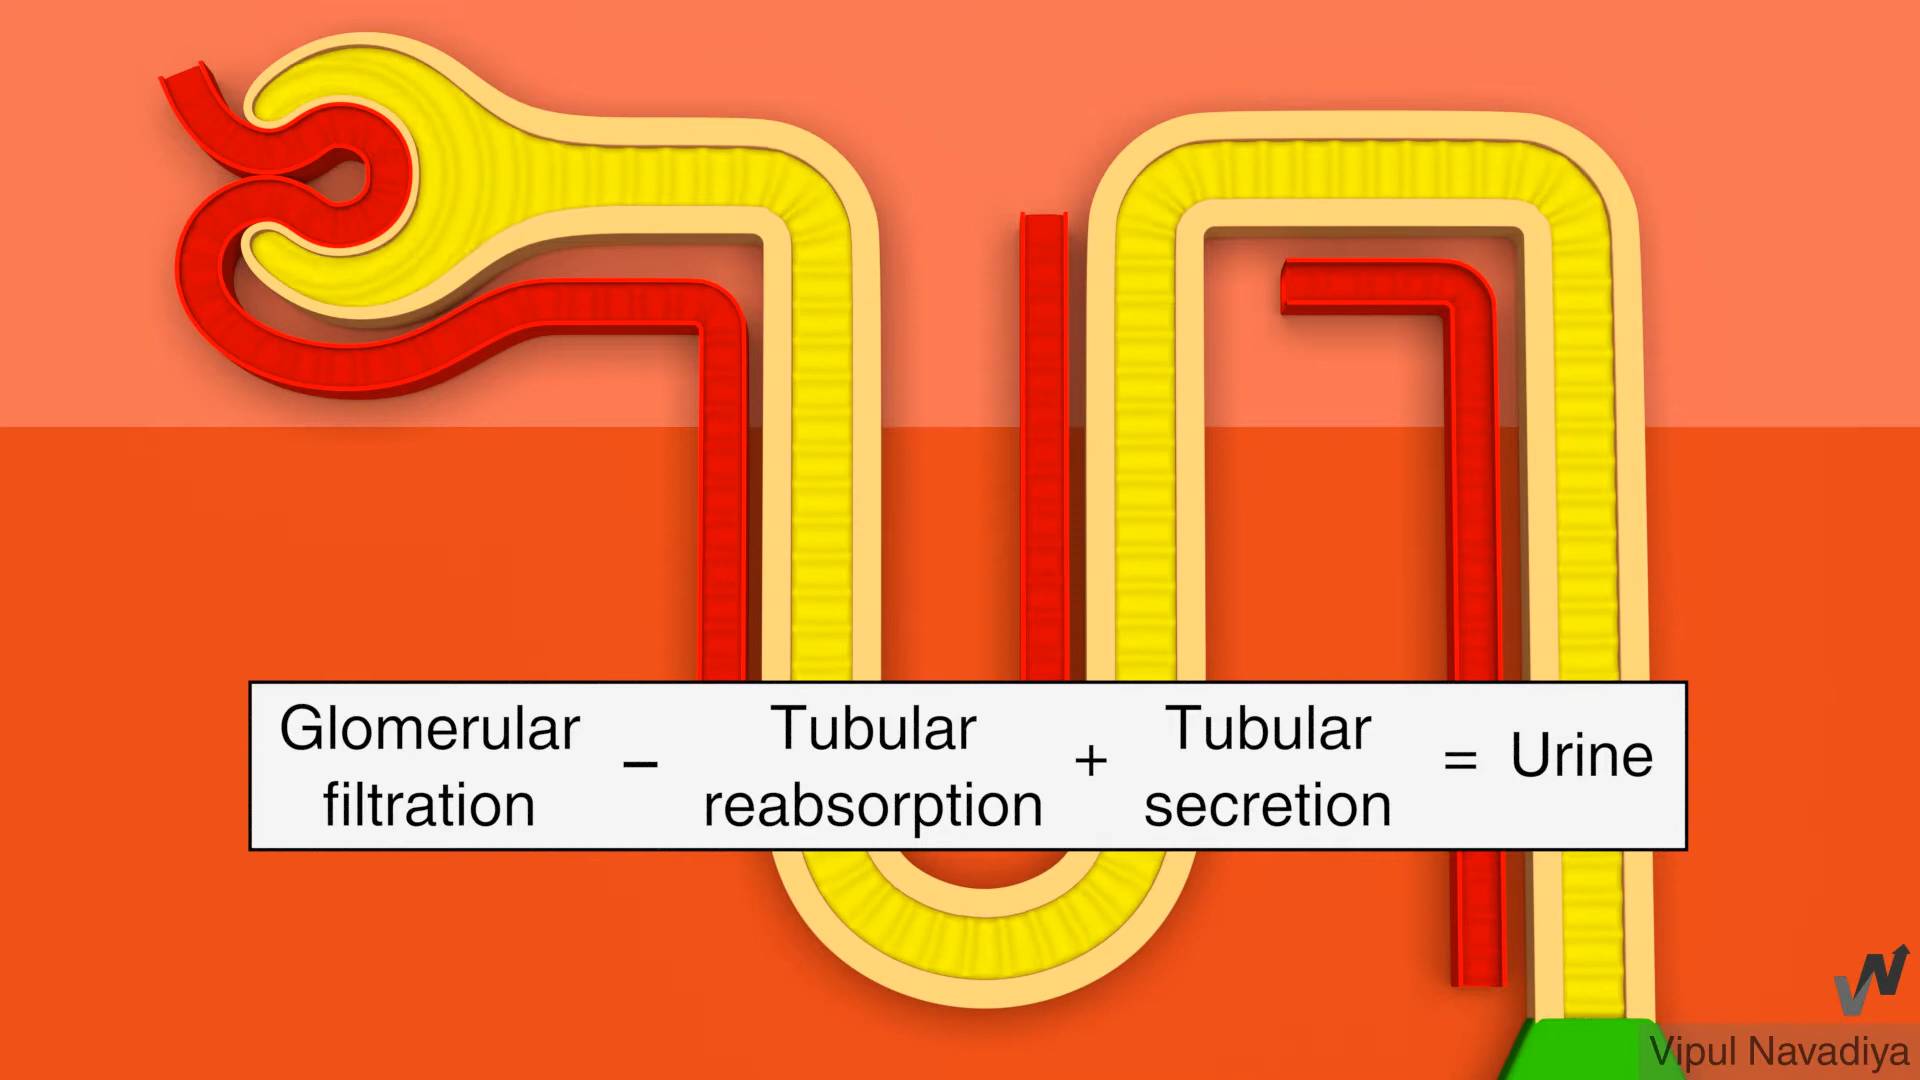 Glomerular filtration – Tubular reabsorption + Tubular secretion = Urine
Vipul Navadiya